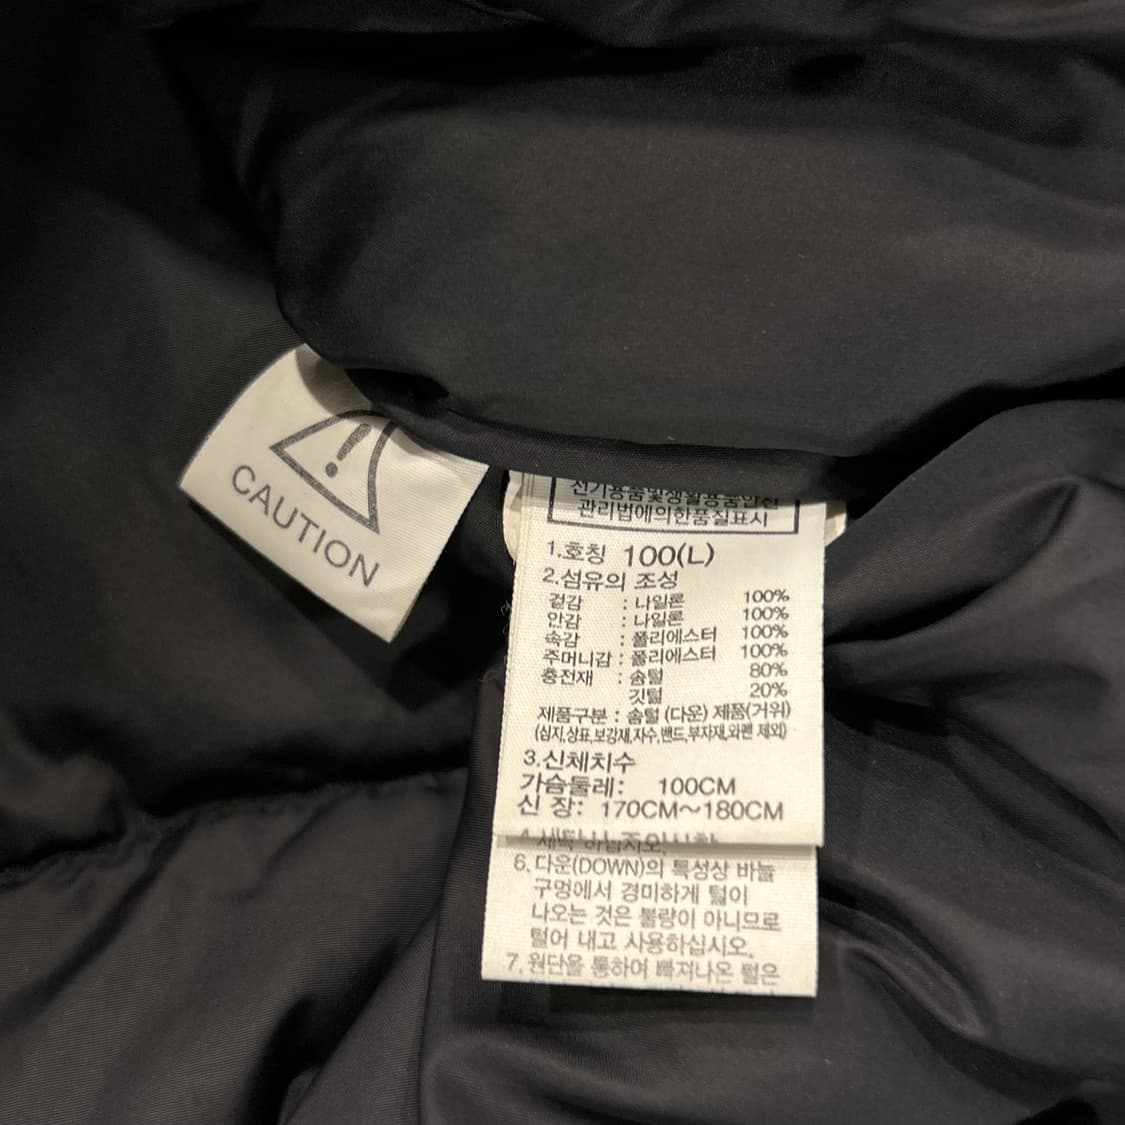 CAUTION
전기용품및생활용품안전
관리법에의한품질표시
1.호칭 100(L)
2.섬유의 조성
겉감 : 나일론 100%
안감 : 나일론 100%
속감 : 폴리에스터 100%
주머니감 : 폴리에스터 100%
충전재 : 솜털 80%
깃털 20%
제품구분 : 솜털 (다운) 제품(거위)
(심지,상표,보강재,자수,밴드,부자재,와펜 제외)
3.신체치수
가슴둘레: 100CM
신 장: 170CM~180CM
6.다운(DOWN)의 특성상 바늘
구멍에서 경미하게 털이
나오는 것은 불량이 아니므로
털어 내고 사용하십시오.
7.원단을 통하여 빠져나온 털은